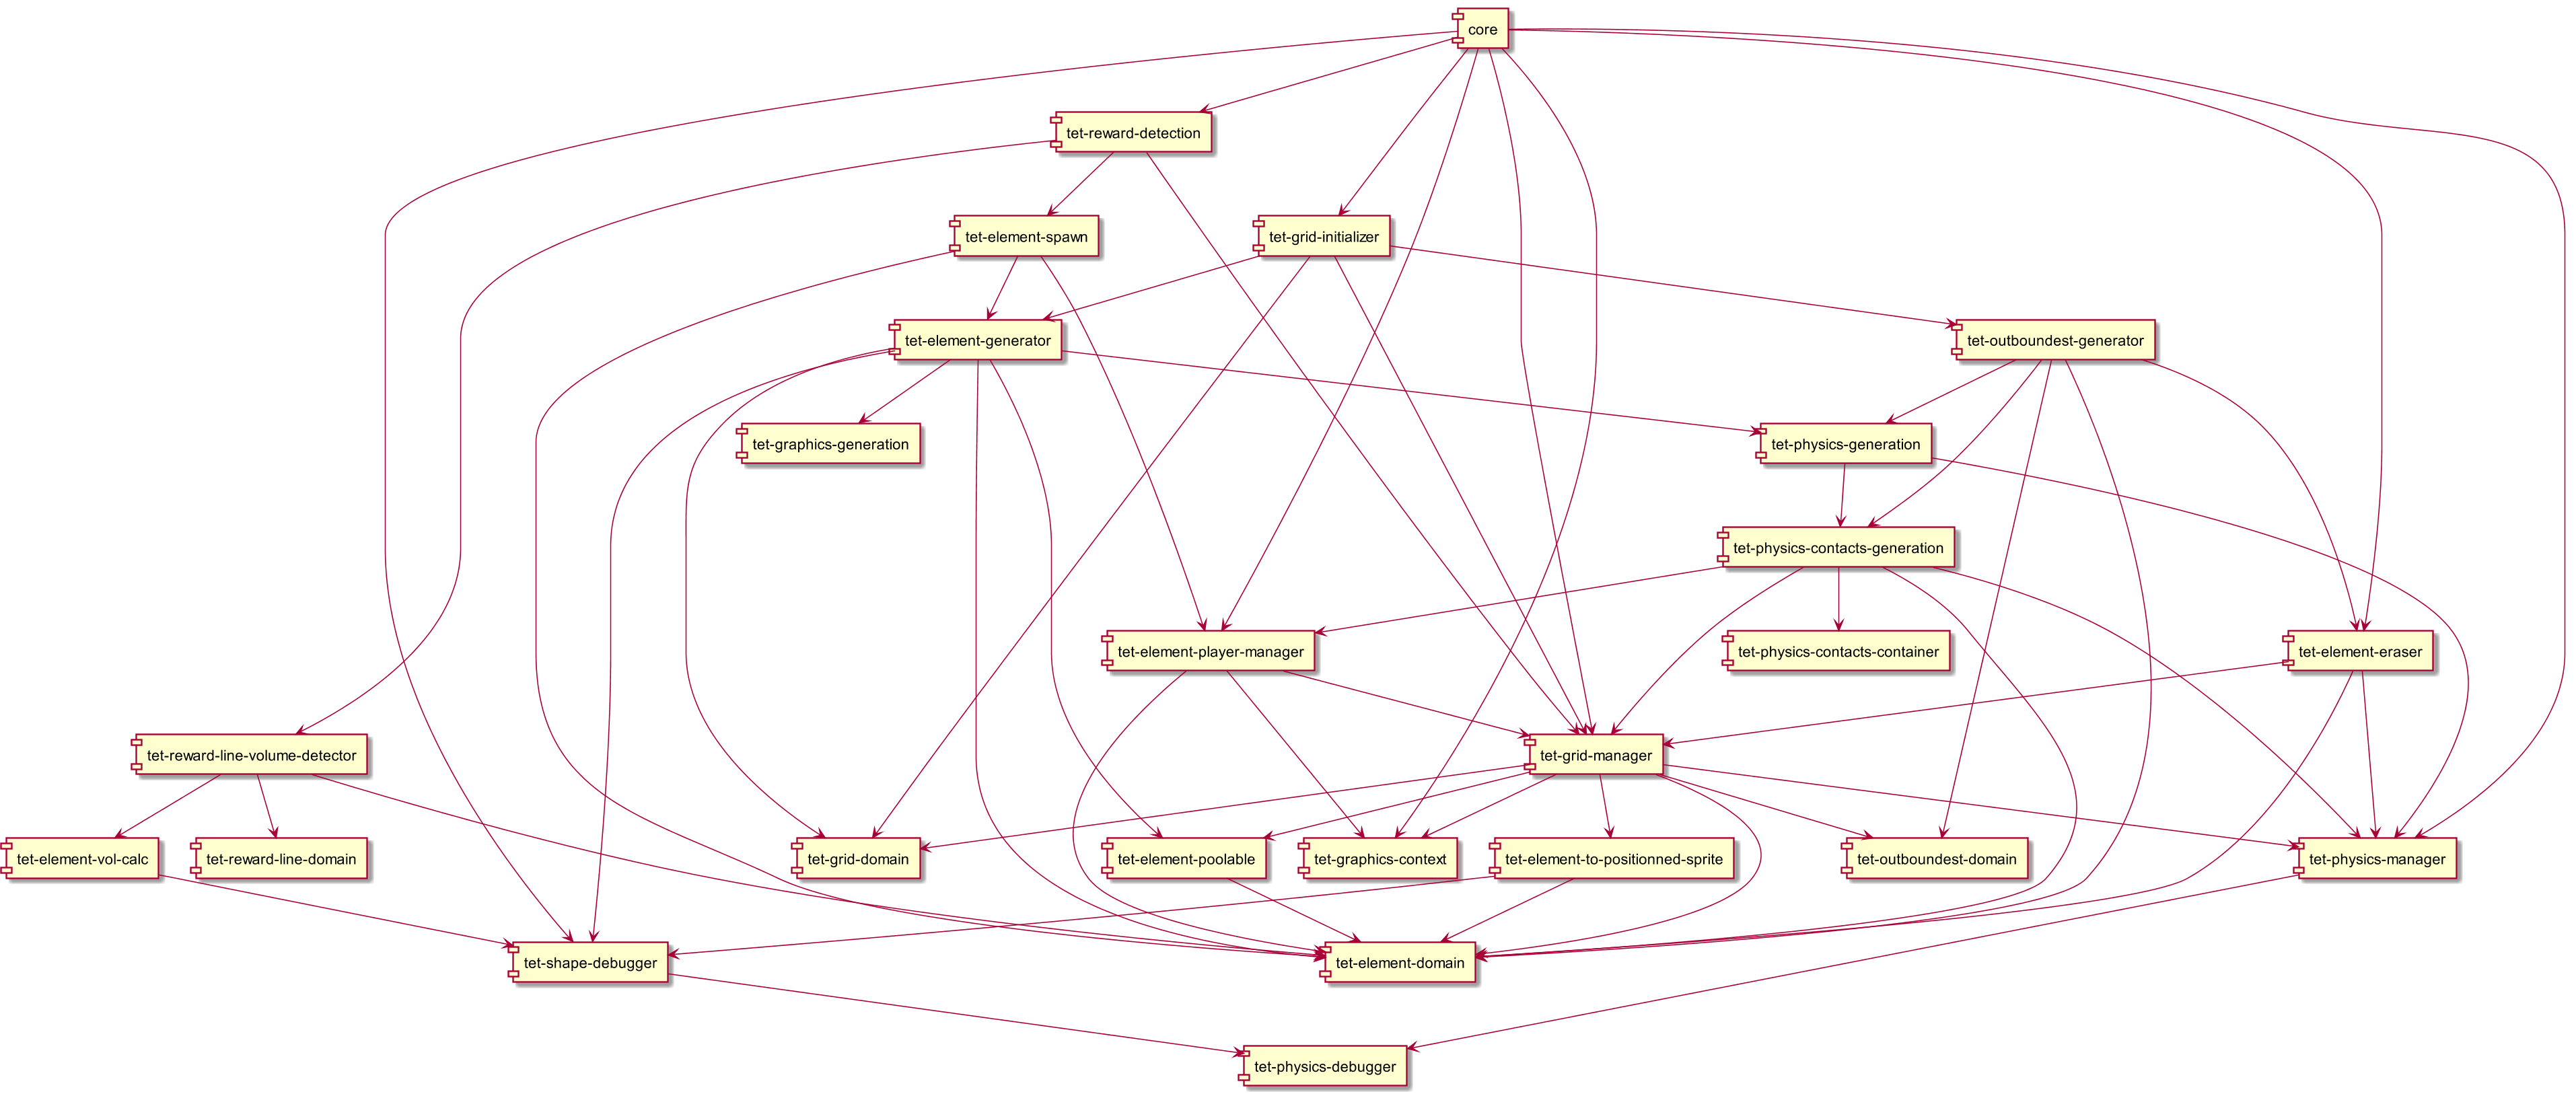 core
tet-reward-detection
tet-element-spawn
tet-grid-initializer
tet-element-generator
tet-outboundest-generator
tet-graphics-generation
tet-physics-generation
tet-physics-contacts-generation
tet-element-player-manager
tet-physics-contacts-container
tet-element-eraser
tet-reward-line-volume-detector
tet-grid-manager
tet-element-vol-calc
tet-reward-line-domain
tet-grid-domain
tet-element-poolable
tet-graphics-context
tet-element-to-positionned-sprite
tet-outboundest-domain
tet-physics-manager
tet-shape-debugger
tet-element-domain
tet-physics-debugger